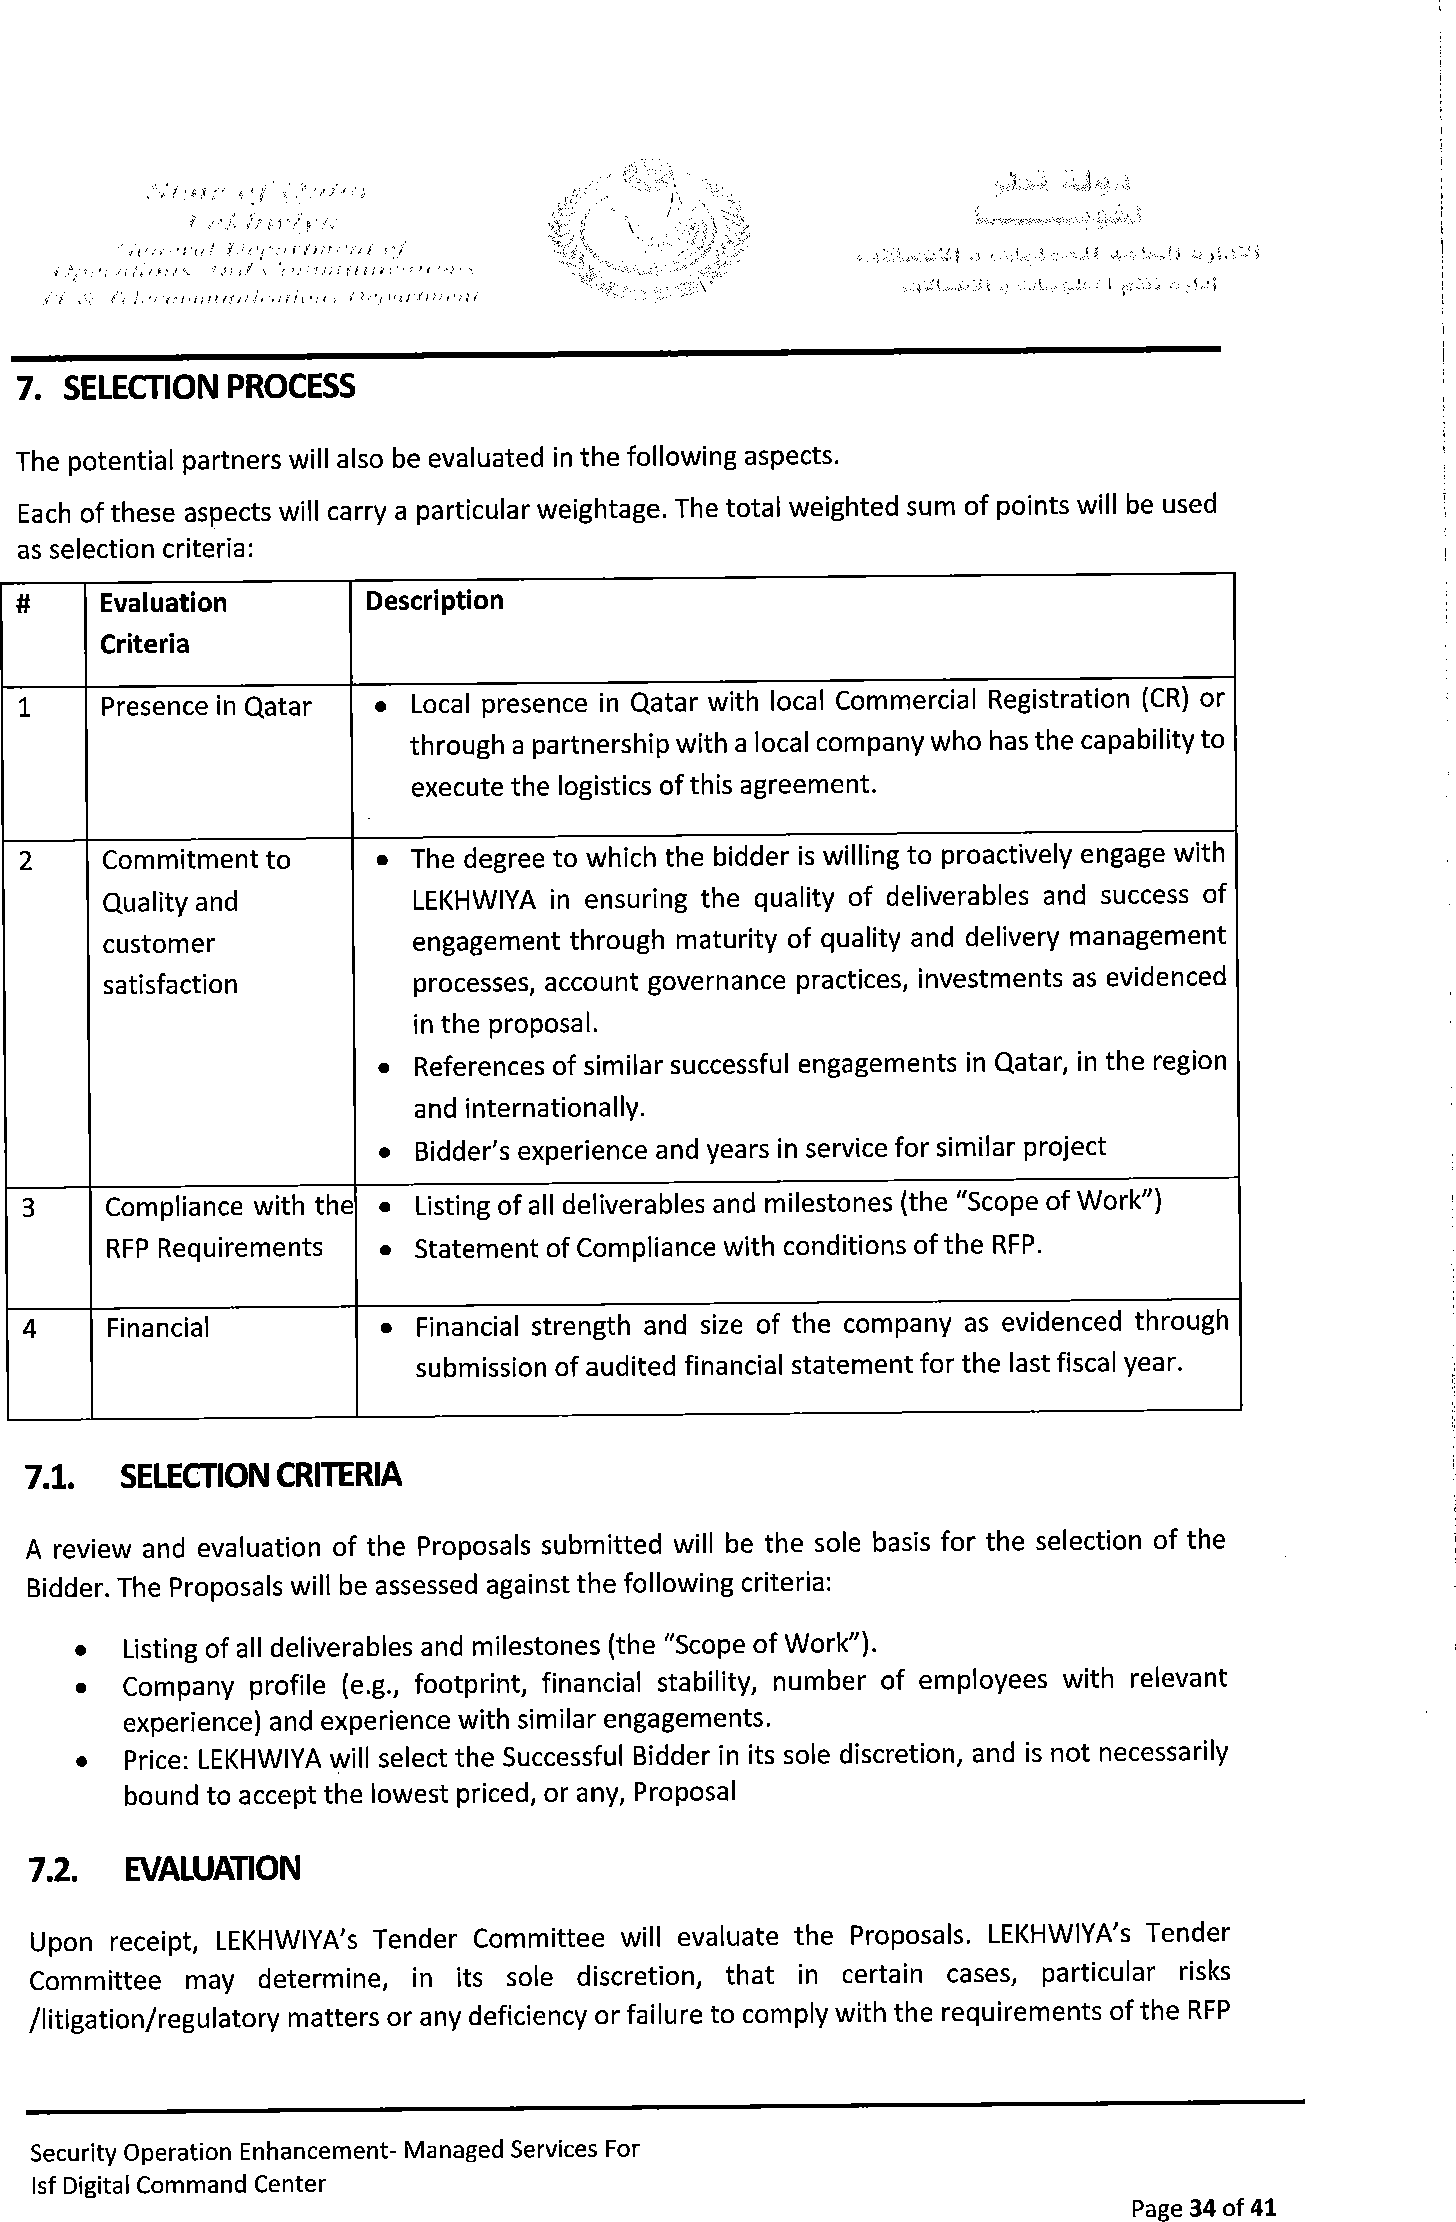 State of Qatar
Lekhwiya
General Department of
Operations and Communications
IT & Telecommunications Department
دولة قطر
7. SELECTION PROCESS
The potential partners will also be evaluated in the following aspects.
Each of these aspects will carry a particular weightage. The total weighted sum of points will be used
as selection criteria:
# Evaluation Description
Criteria
1 Presence in Qatar • Local presence in Qatar with local Commercial Registration (CR) or
through a partnership with a local company who has the capability to
execute the logistics of this agreement.
2 Commitment to • The degree to which the bidder is willing to proactively engage with
Quality and LEKHWIYA in ensuring the quality of deliverables and success of
customer engagement through maturity of quality and delivery management
satisfaction processes, account governance practices, investments as evidenced
in the proposal.
• References of similar successful engagements in Qatar, in the region
and internationally.
• Bidder's experience and years in service for similar project
3 Compliance with the • Listing of all deliverables and milestones (the "Scope of Work")
RFP Requirements • Statement of Compliance with conditions of the RFP.
4 Financial • Financial strength and size of the company as evidenced through
submission of audited financial statement for the last fiscal year.
7.1. SELECTION CRITERIA
A review and evaluation of the Proposals submitted will be the sole basis for the selection of the
Bidder. The Proposals will be assessed against the following criteria:
• Listing of all deliverables and milestones (the "Scope of Work").
• Company profile (e.g., footprint, financial stability, number of employees with relevant
experience) and experience with similar engagements.
• Price: LEKHWIYA will select the Successful Bidder in its sole discretion, and is not necessarily
bound to accept the lowest priced, or any, Proposal
7.2. EVALUATION
Upon receipt, LEKHWIYA's Tender Committee will evaluate the Proposals. LEKHWIYA's Tender
Committee may determine, in its sole discretion, that in certain cases, particular risks
/litigation/regulatory matters or any deficiency or failure to comply with the requirements of the RFP
Security Operation Enhancement- Managed Services For
Isf Digital Command Center
Page 34 of 41